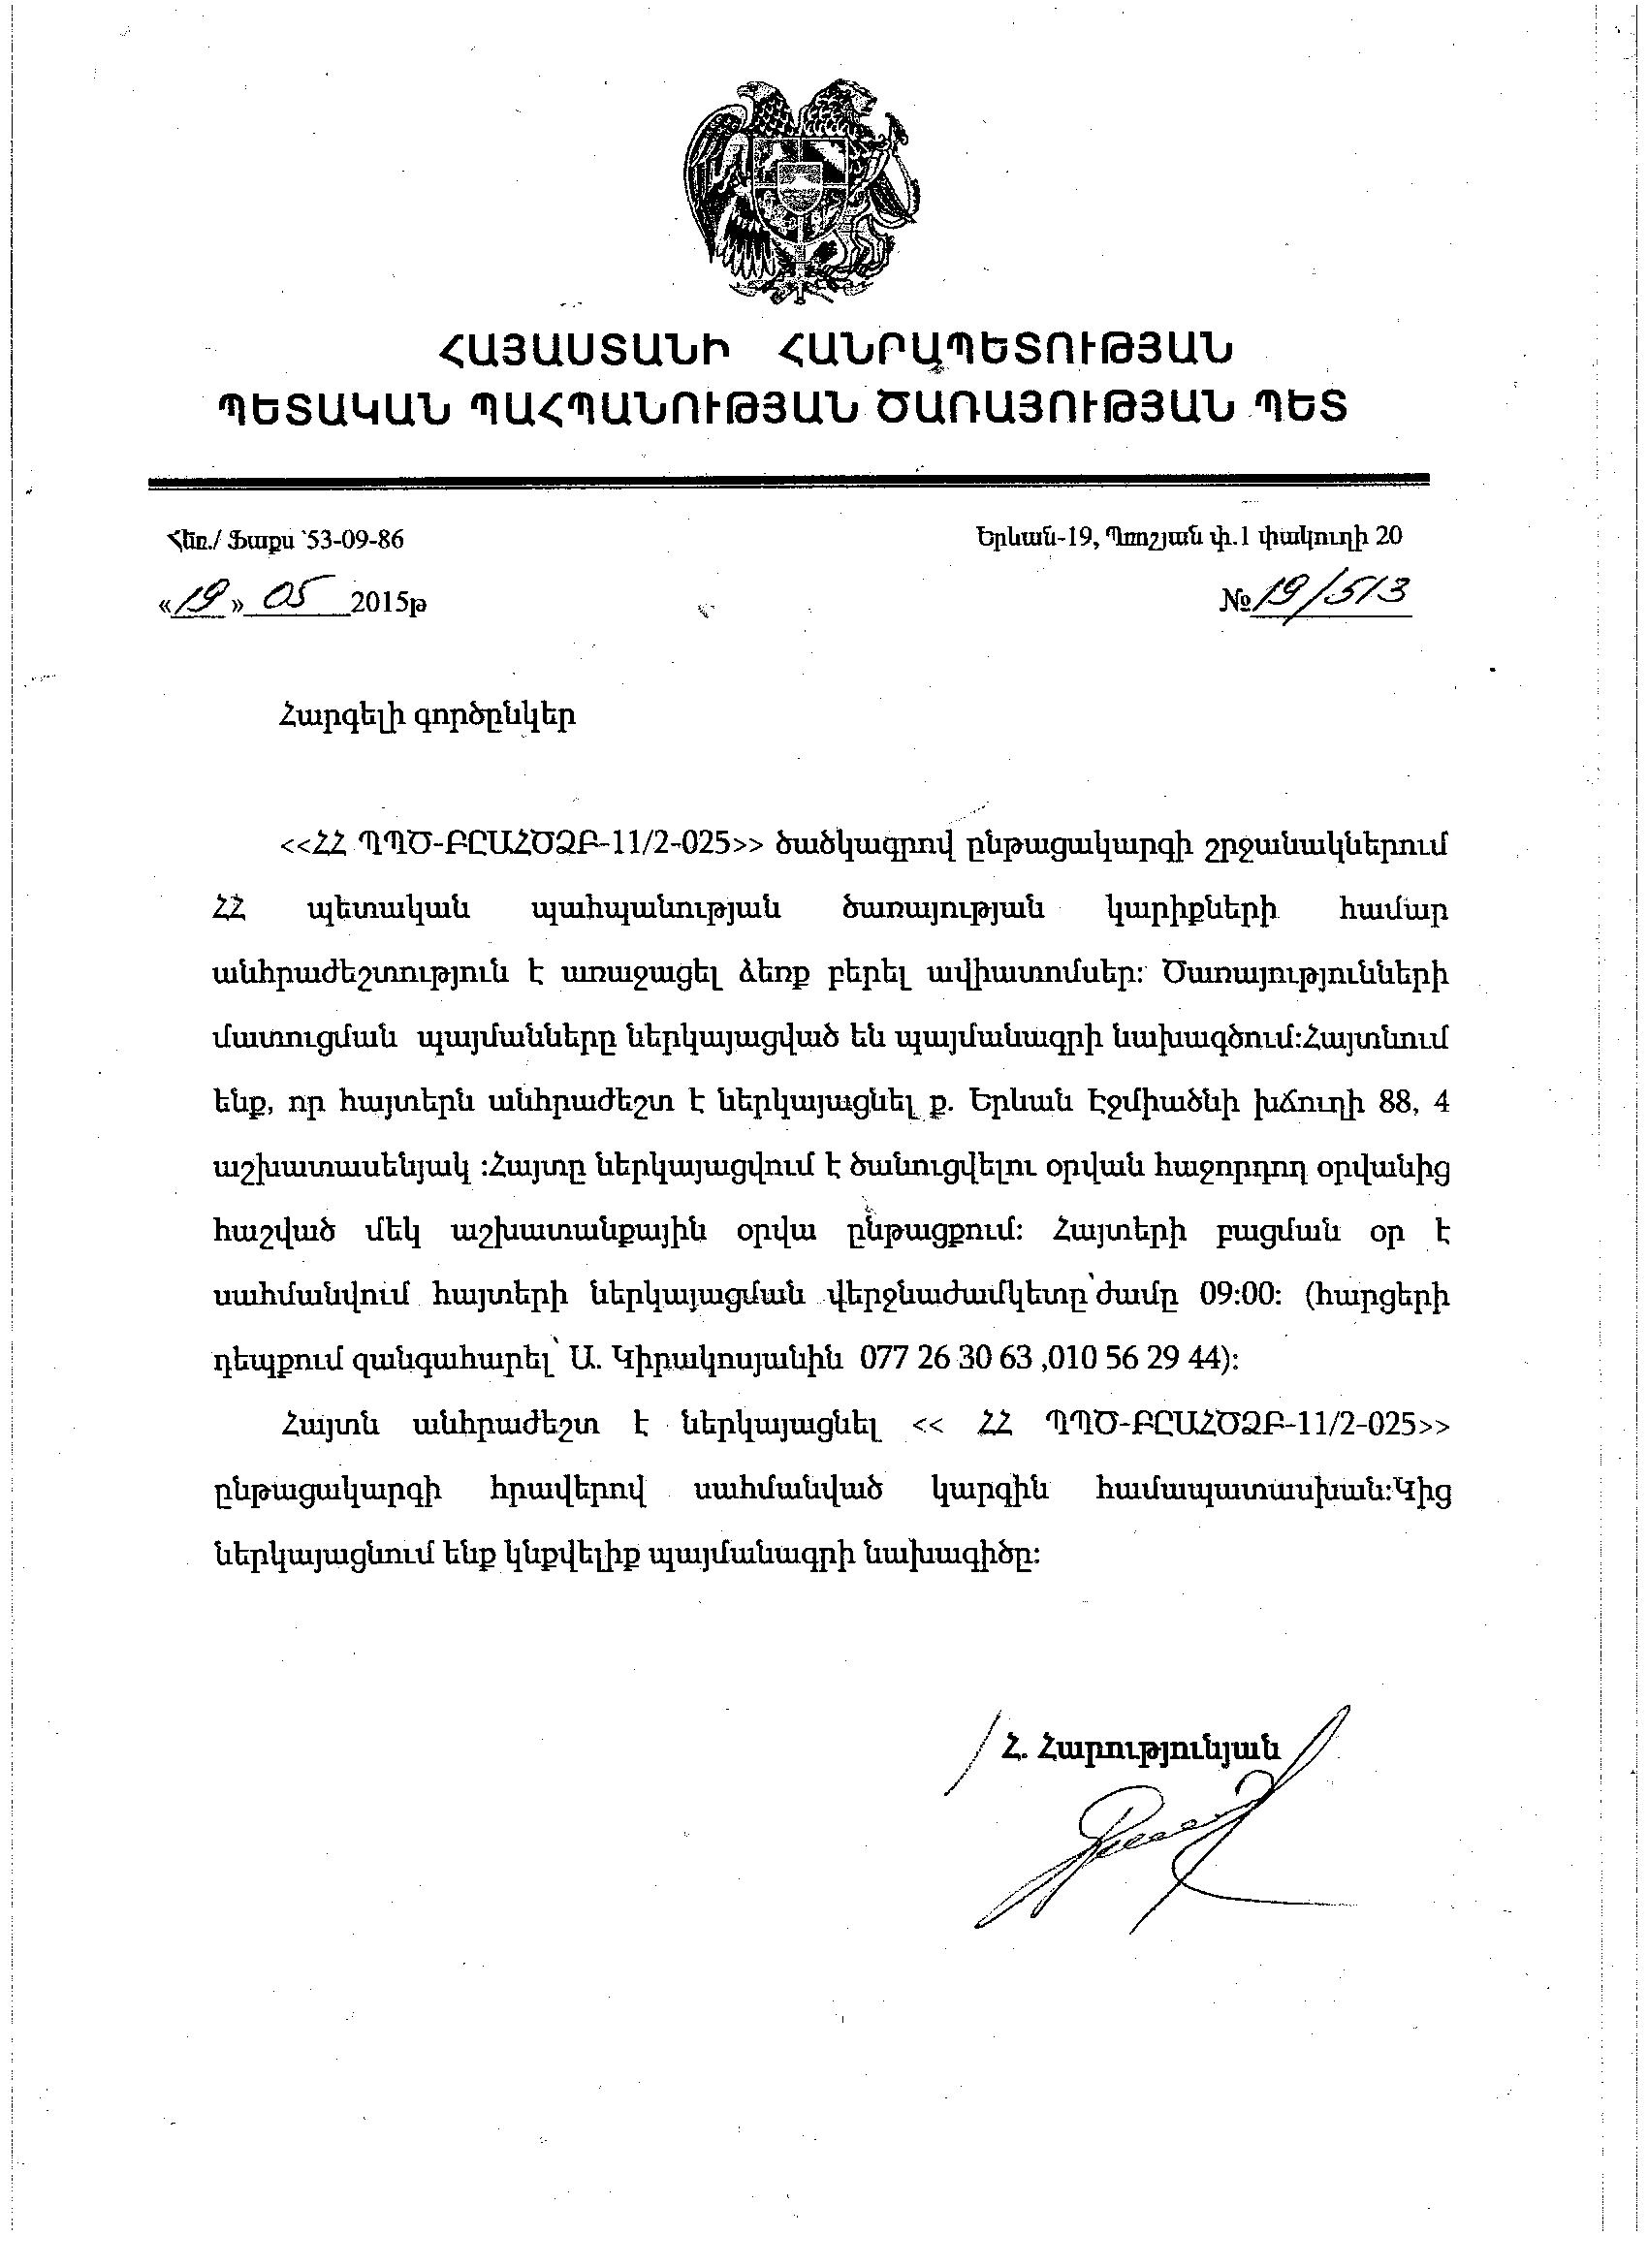 ՀԱՅԱՍՏԱՆԻ ՀԱՆՐԱՊԵՏՈՒԹՅԱՆ
ՊԵՏԱԿԱՆ ՊԱՀՊԱՆՈՒԹՅԱՆ ԾԱՌԱՅՈՒԹՅԱՆ ՊԵՏ
Հեռ./ Ֆաքս ՝53-09-86
Երևան-19, Պռոշյան փ.1 փակուղի 20
«19» 05 2015թ
№ 19/513
Հարգելի գործընկեր
<<ՀՀ ՊՊԾ-ԲԸԱՀԾՁԲ-11/2-025>> ծածկագրով ընթացակարգի շրջանակներում
ՀՀ պետական պահպանության ծառայության կարիքների համար
անհրաժեշտություն է առաջացել ձեռք բերել ավիատոմսեր: Ծառայությունների
մատուցման պայմանները ներկայացված են պայմանագրի նախագծում:Հայտնում
ենք, որ հայտերն անհրաժեշտ է ներկայացնել ք. Երևան Էջմիածնի խճուղի 88, 4
աշխատասենյակ :Հայտը ներկայացվում է ծանուցվելու օրվան հաջորդող օրվանից
հաշված մեկ աշխատանքային օրվա ընթացքում: Հայտերի բացման օր է
սահմանվում հայտերի ներկայացման վերջնաժամկետը՝ժամը 09:00: (հարցերի
դեպքում զանգահարել՝ Ա. Կիրակոսյանին 077 26 30 63 ,010 56 29 44):
Հայտն անհրաժեշտ է ներկայացնել << ՀՀ ՊՊԾ-ԲԸԱՀԾՁԲ-11/2-025>>
ընթացակարգի հրավերով սահմանված կարգին համապատասխան:Կից
ներկայացնում ենք կնքվելիք պայմանագրի նախագիծը:
Հ. Հարությունյան